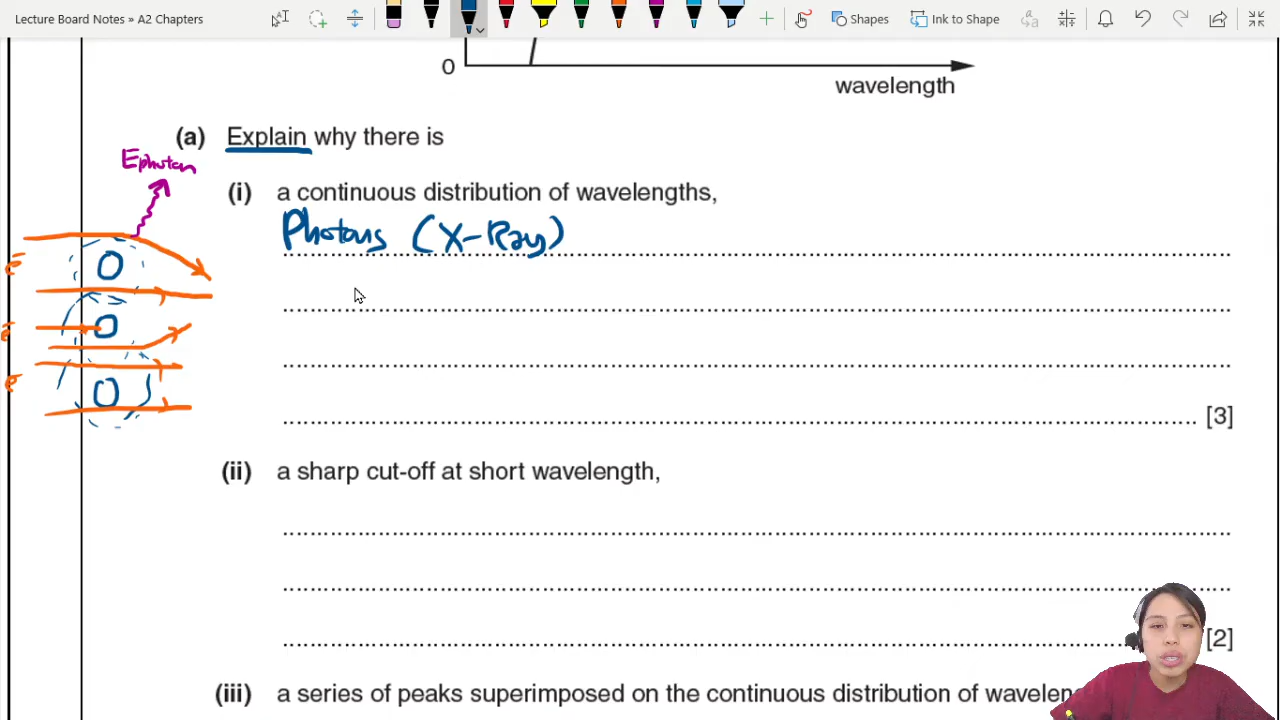 Lecture Board Notes » A2 Chapters
Shapes
Ink to Shape
0
wavelength
(a) Explain why there is
Ephoton
(i) a continuous distribution of wavelengths,
Photons (X-Ray)
e-
e-
e-
[3]
(ii) a sharp cut-off at short wavelength,
[2]
(iii) a series of peaks superimposed on the continuous distribution of